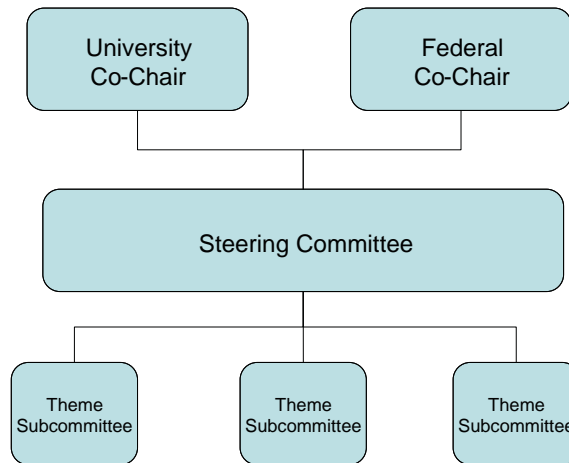 University
Co-Chair
Federal
Co-Chair
Steering Committee
Theme
Subcommittee
Theme
Subcommittee
Theme
Subcommittee